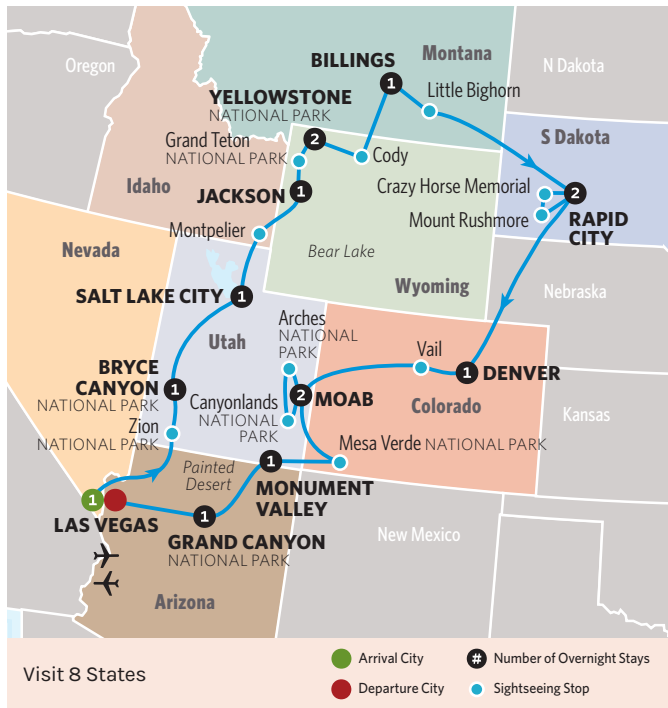 Montana
BILLINGS
1
Oregon
N Dakota
Little Bighorn
YELLOWSTONE
NATIONAL PARK
2
Grand Teton
NATIONAL PARK
Cody
S Dakota
Idaho
JACKSON
1
Crazy Horse Memorial
2
Mount Rushmore
RAPID
CITY
Montpelier
Nevada
Bear Lake
Wyoming
Nebraska
SALT LAKE CITY
1
Arches
NATIONAL
PARK
Utah
Vail
BRYCE
CANYON
NATIONAL PARK
1
1
DENVER
Canyonlands
NATIONAL
PARK
2
MOAB
Colorado
Kansas
Zion
NATIONAL PARK
Mesa Verde NATIONAL PARK
Painted
Desert
1
MONUMENT
VALLEY
1
LAS VEGAS
1
GRAND CANYON
NATIONAL PARK
New Mexico
Arizona
Visit 8 States
Arrival City
Departure City
# Number of Overnight Stays
Sightseeing Stop